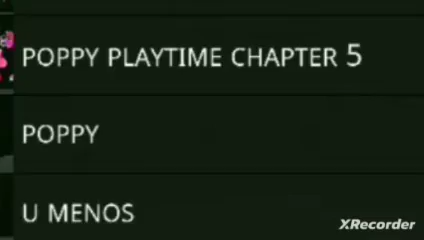 POPPY PLAYTIME CHAPTER 5
POPPY
U MENOS
XRecorder